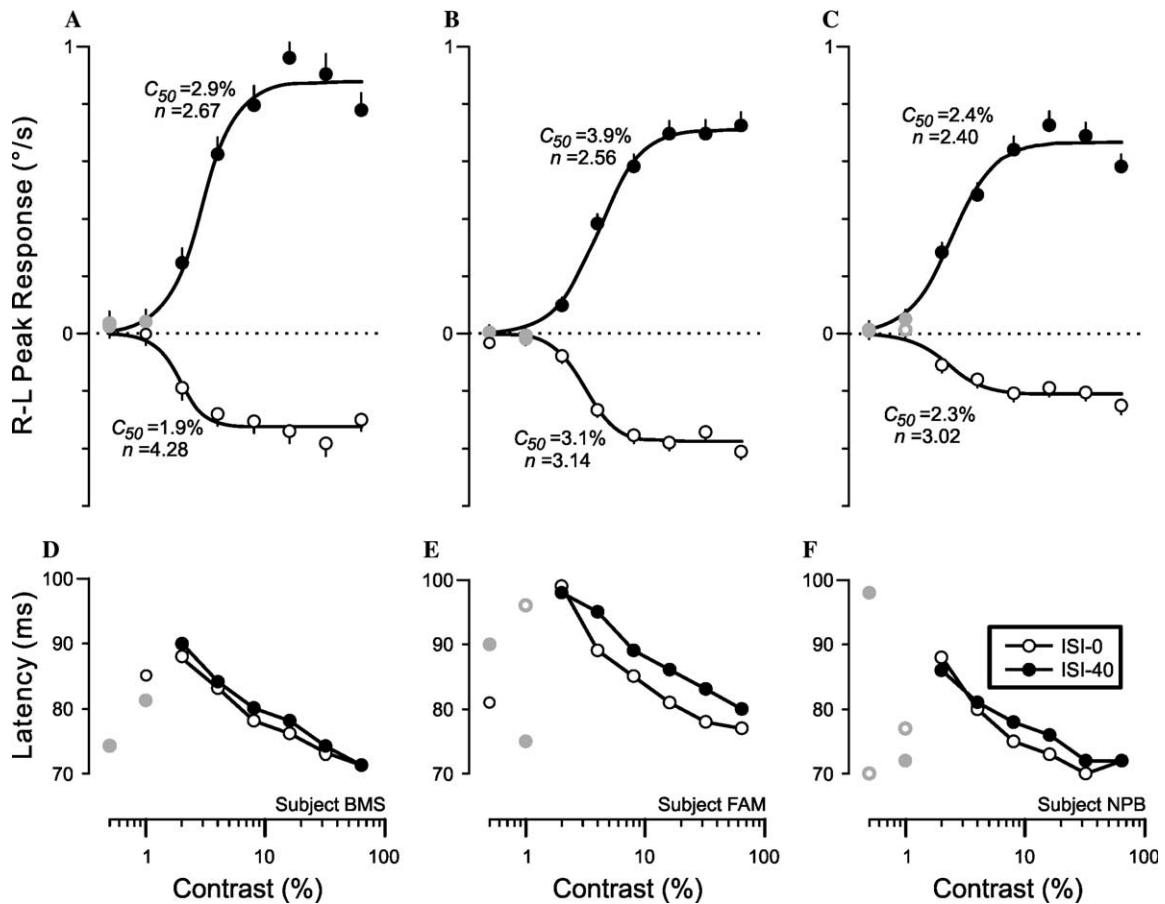 A
B
C
R-L Peak Response (°/s)
1
0
C50 =2.9%
n =2.67
C50 =1.9%
n =4.28
1
0
C50 =3.9%
n =2.56
C50 =3.1%
n =3.14
1
0
C50 =2.4%
n =2.40
C50 =2.3%
n =3.02
D
E
F
Latency (ms)
100
90
80
70
Subject BMS
100
90
80
70
Subject FAM
100
90
80
70
ISI-0
ISI-40
Subject NPB
1 10 100
1 10 100
1 10 100
Contrast (%)
Contrast (%)
Contrast (%)